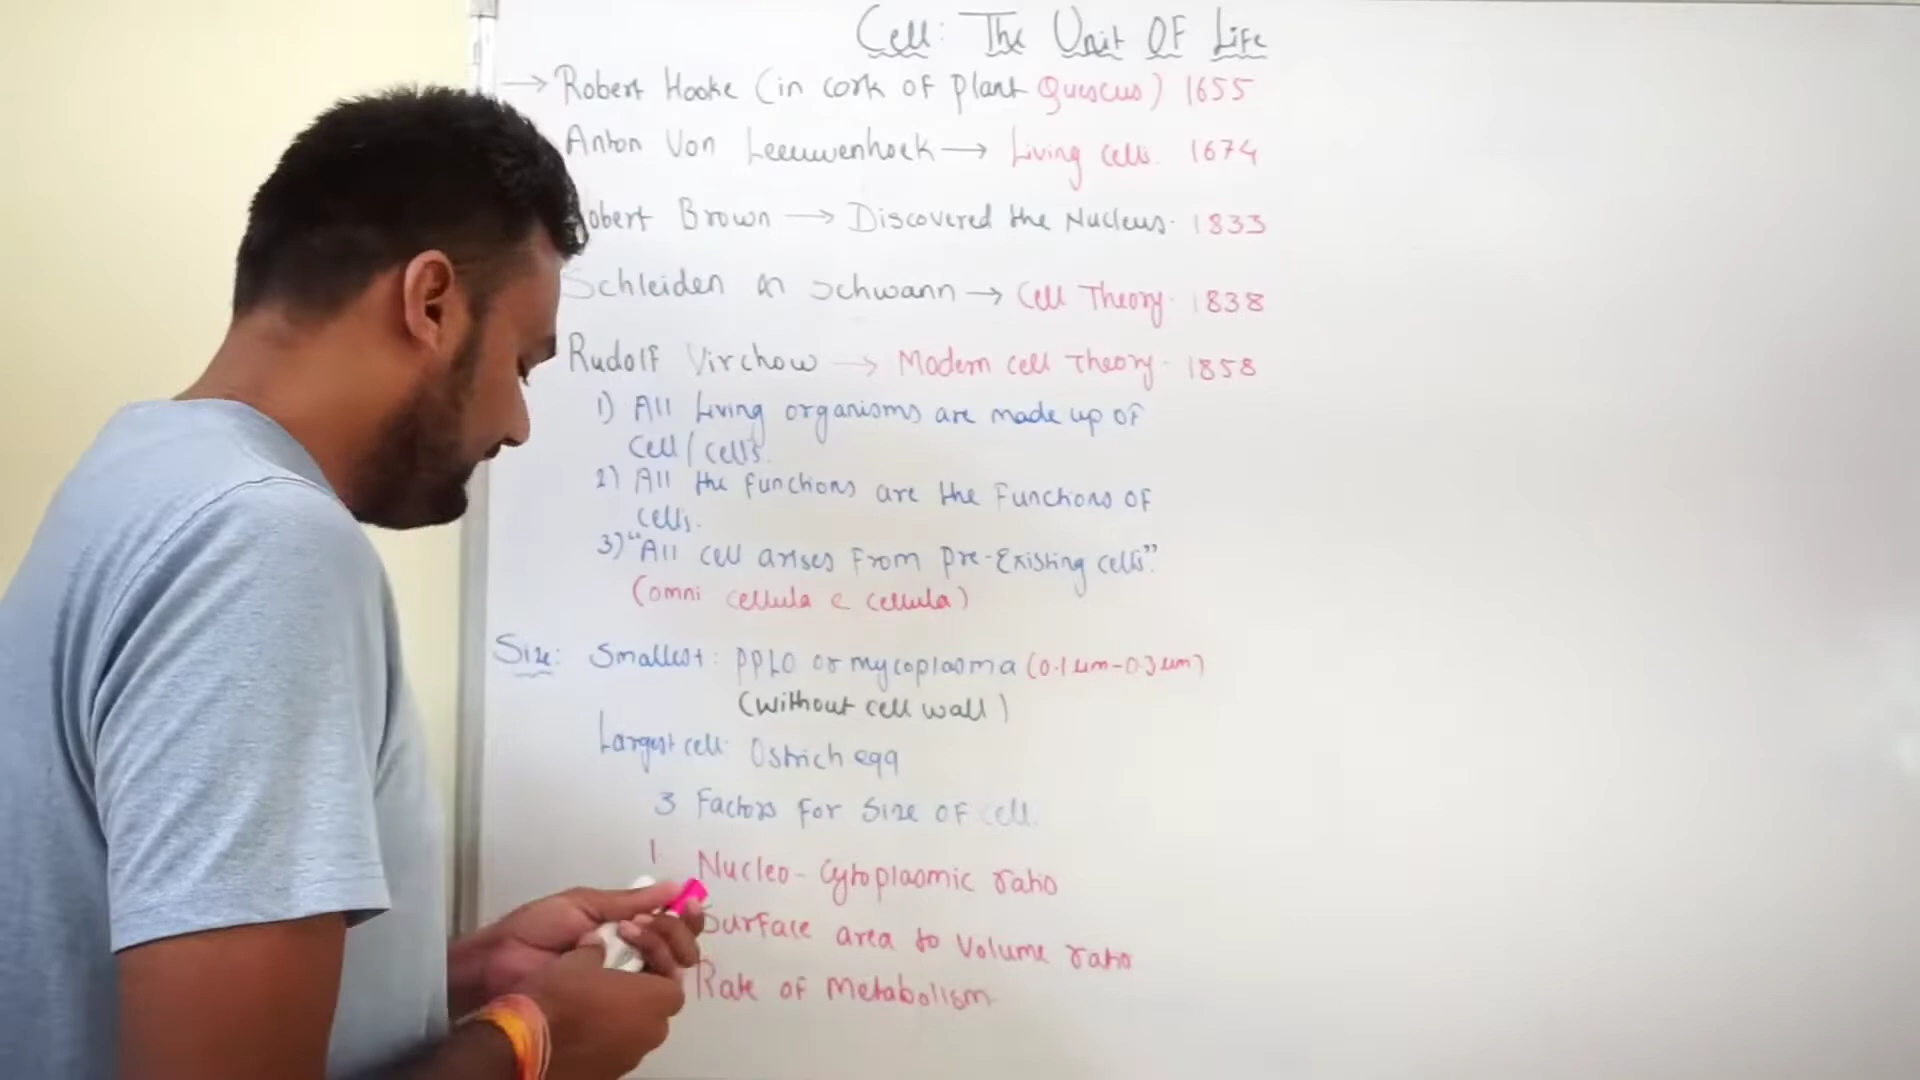 Cell: The Unit Of Life
→ Robert Hooke (in cork of plant Quescus) 1655
Anton Von Leeuwenhoek → Living cells. 1674
obert Brown → Discovered the Nucleus. 1833
Schleiden & Schwann → Cell Theory. 1838
Rudolf Virchow → Modern cell Theory. 1858
1) All Living organisms are made up of
cell/cells.
2) All the functions are the Functions of
cells.
3) "All cell arises From pre-Existing cells."
(omni cellula e cellula)
Size: Smallest: PPLO or mycoplasma (0.1 um-0.3 um)
(without cell wall)
Largest cell: Ostrich egg
3 Factors For Size OF cell.
1. Nucleo-Cytoplasmic ratio
Surface area to Volume ratio
Rate of Metabolism